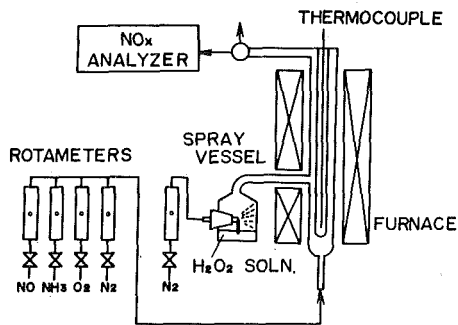 THERMOCOUPLE
NOx
ANALYZER
SPRAY
VESSEL
ROTAMETERS
FURNACE
H2O2 SOLN.
NO NH3 O2 N2 N2